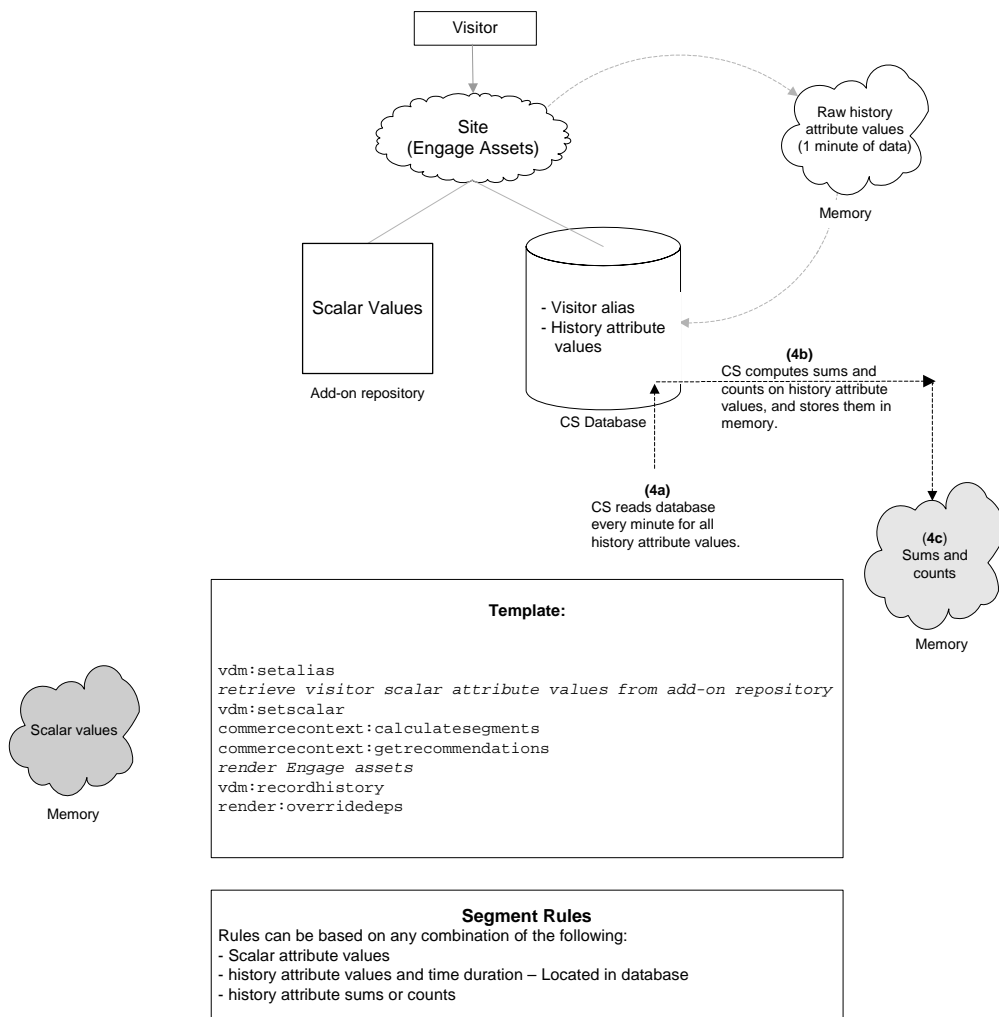 Visitor
Site
(Engage Assets)
Raw history
attribute values
(1 minute of data)
Memory
Scalar Values
Add-on repository
- Visitor alias
- History attribute
values
CS Database
(4b)
CS computes sums and
counts on history attribute
values, and stores them in
memory.
(4a)
CS reads database
every minute for all
history attribute values.
(4c)
Sums and
counts
Memory
Template:
vdm:setalias
retrieve visitor scalar attribute values from add-on repository
vdm:setscalar
commercecontext:calculatesegments
commercecontext:getrecommendations
render Engage assets
vdm:recordhistory
render:overridedeps
Scalar values
Memory
Segment Rules
Rules can be based on any combination of the following:
- Scalar attribute values
- history attribute values and time duration – Located in database
- history attribute sums or counts